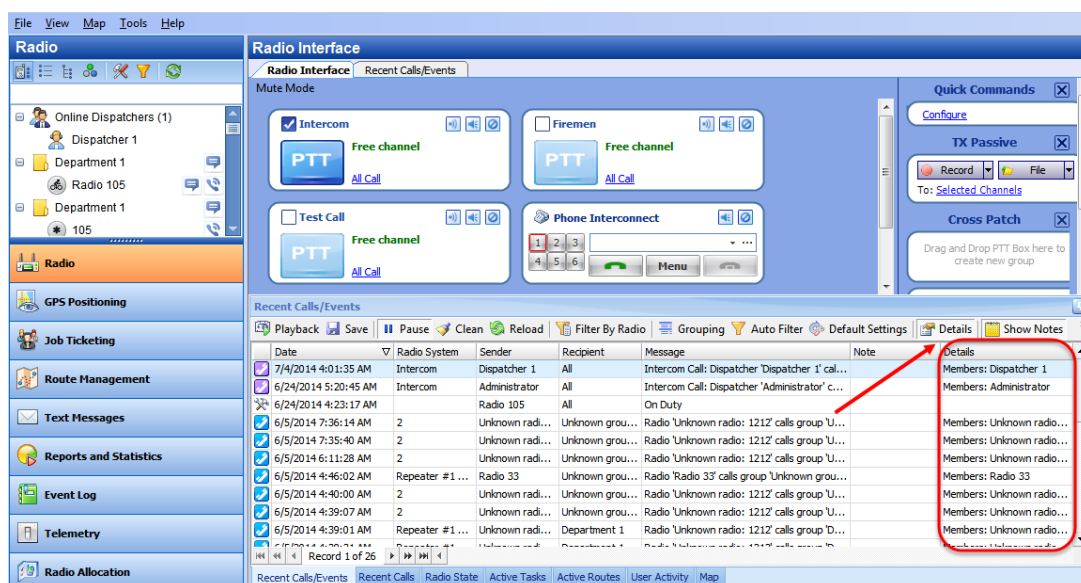 File View Map Tools Help
Radio
Radio Interface
Radio Interface Recent Calls/Events
Mute Mode
Online Dispatchers (1)
Dispatcher 1
Department 1
Radio 105
Department 1
105
Intercom
PTT
Free channel
All Call
Firemen
PTT
Free channel
All Call
Test Call
PTT
Free channel
All Call
Phone Interconnect
1 2 3
4 5 6
Menu
Quick Commands
Configure
TX Passive
Record File
To: Selected Channels
Cross Patch
Drag and Drop PTT Box here to
create new group
Radio
GPS Positioning
Job Ticketing
Route Management
Text Messages
Reports and Statistics
Event Log
Telemetry
Radio Allocation
Recent Calls/Events
Playback Save Pause Clean Reload Filter By Radio Grouping Auto Filter Default Settings Details Show Notes
Date Radio System Sender Recipient Message Note Details
7/4/2014 4:01:35 AM Intercom Dispatcher 1 All Intercom Call: Dispatcher 'Dispatcher 1' cal... Members: Dispatcher 1
6/24/2014 5:20:45 AM Intercom Administrator All Intercom Call: Dispatcher 'Administrator' c... Members: Administrator
6/24/2014 4:23:17 AM Radio 105 All On Duty
6/5/2014 7:36:14 AM 2 Unknown radi... Unknown grou... Radio 'Unknown radio: 1212' calls group 'U... Members: Unknown radio...
6/5/2014 7:35:40 AM 2 Unknown radi... Unknown grou... Radio 'Unknown radio: 1212' calls group 'U... Members: Unknown radio...
6/5/2014 6:11:28 AM 2 Unknown radi... Unknown grou... Radio 'Unknown radio: 1212' calls group 'U... Members: Unknown radio...
6/5/2014 4:46:02 AM Repeater #1 ... Radio 33 Unknown grou... Radio 'Radio 33' calls group 'Unknown grou... Members: Radio 33
6/5/2014 4:40:00 AM 2 Unknown radi... Unknown grou... Radio 'Unknown radio: 1212' calls group 'U... Members: Unknown radio...
6/5/2014 4:39:07 AM 2 Unknown radi... Unknown grou... Radio 'Unknown radio: 1212' calls group 'U... Members: Unknown radio...
6/5/2014 4:39:01 AM Repeater #1 ... Unknown radi... Department 1 Radio 'Unknown radio: 1212' calls group 'D... Members: Unknown radio...
Record 1 of 26
Recent Calls/Events Recent Calls Radio State Active Tasks Active Routes User Activity Map